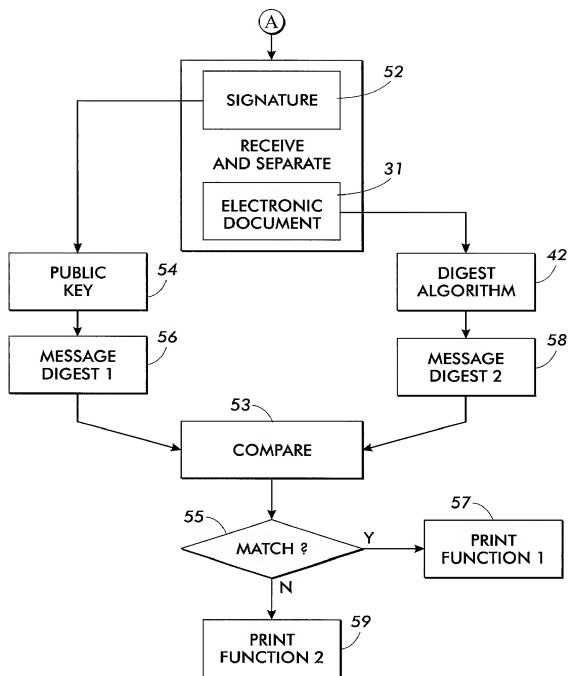 A
52
SIGNATURE
RECEIVE
AND SEPARATE
31
ELECTRONIC
DOCUMENT
PUBLIC
KEY
54
42
DIGEST
ALGORITHM
56
MESSAGE
DIGEST 1
58
MESSAGE
DIGEST 2
53
COMPARE
55
MATCH ?
Y
57
PRINT
FUNCTION 1
N
59
PRINT
FUNCTION 2